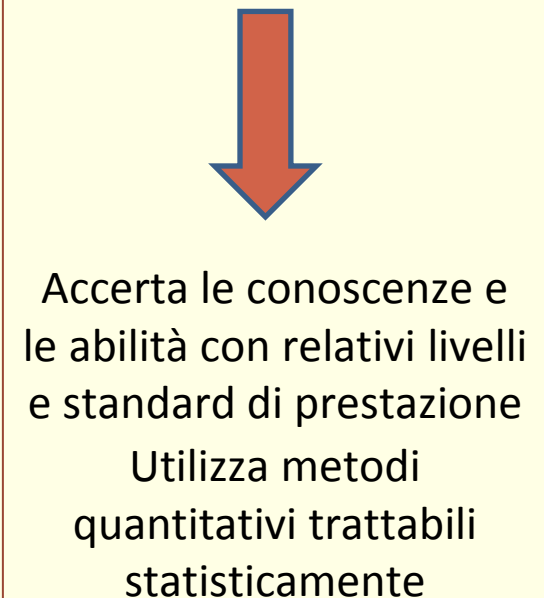 Accerta le conoscenze e
le abilità con relativi livelli
e standard di prestazione
Utilizza metodi
quantitativi trattabili
statisticamente